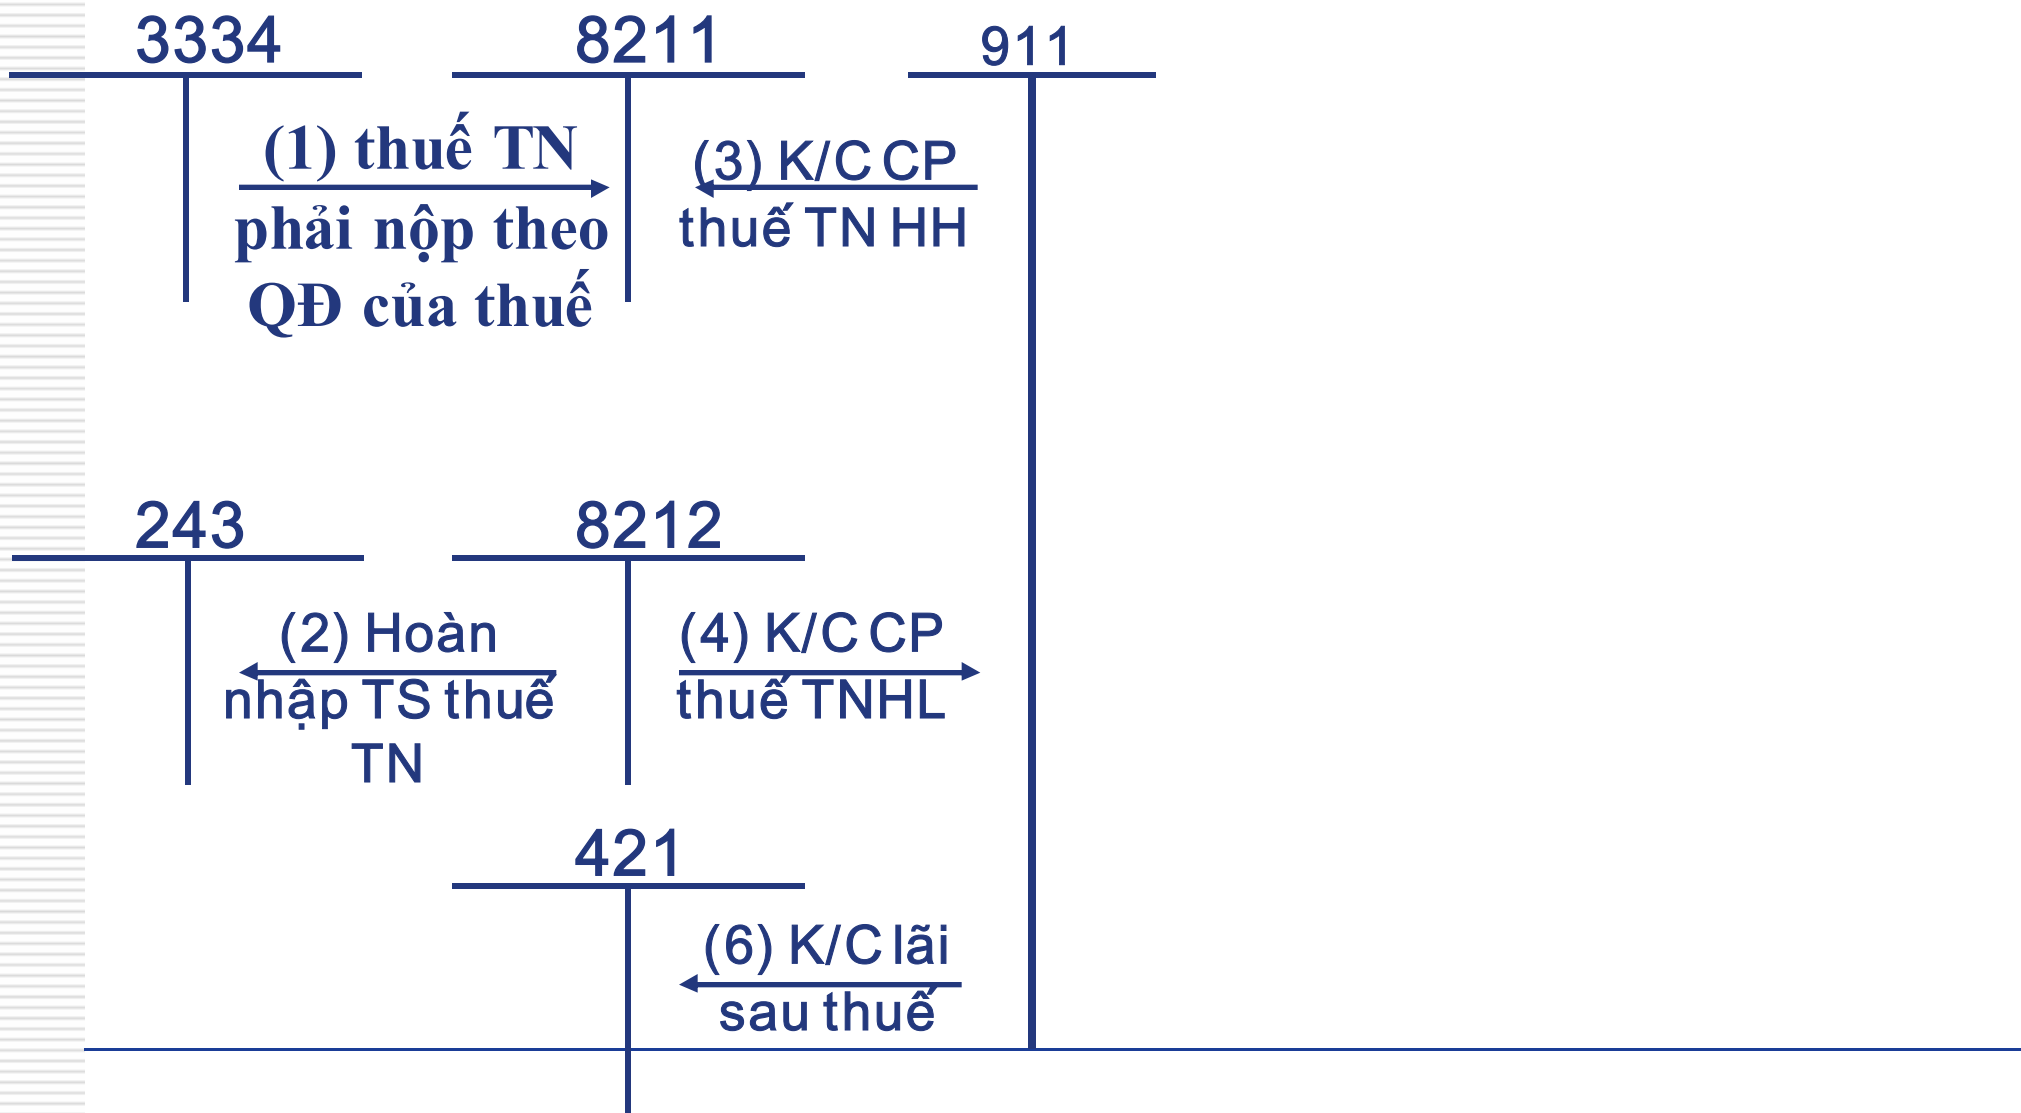 3334
8211
911
(1) thuế TN
phải nộp theo
QĐ của thuế
(3) K/C CP
thuế TN HH
243
8212
(2) Hoàn
nhập TS thuế
TN
(4) K/C CP
thuế TNHL
421
(6) K/C lãi
sau thuế